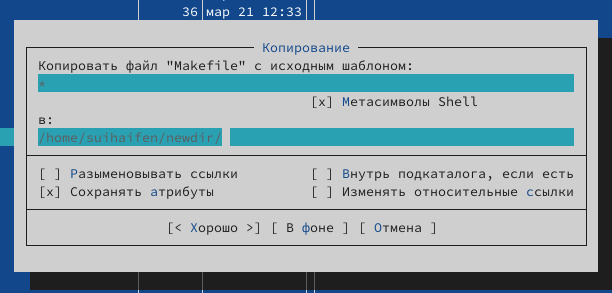 36 мар 21 12:33
Копирование
Копировать файл "Makefile" с исходным шаблоном:
*
[x] Метасимволы Shell
в:
/home/suihaifen/newdir/
[ ] Разыменовывать ссылки [ ] Внутрь подкаталога, если есть
[x] Сохранять атрибуты [ ] Изменять относительные ссылки
[< Хорошо >] [ В фоне ] [ Отмена ]